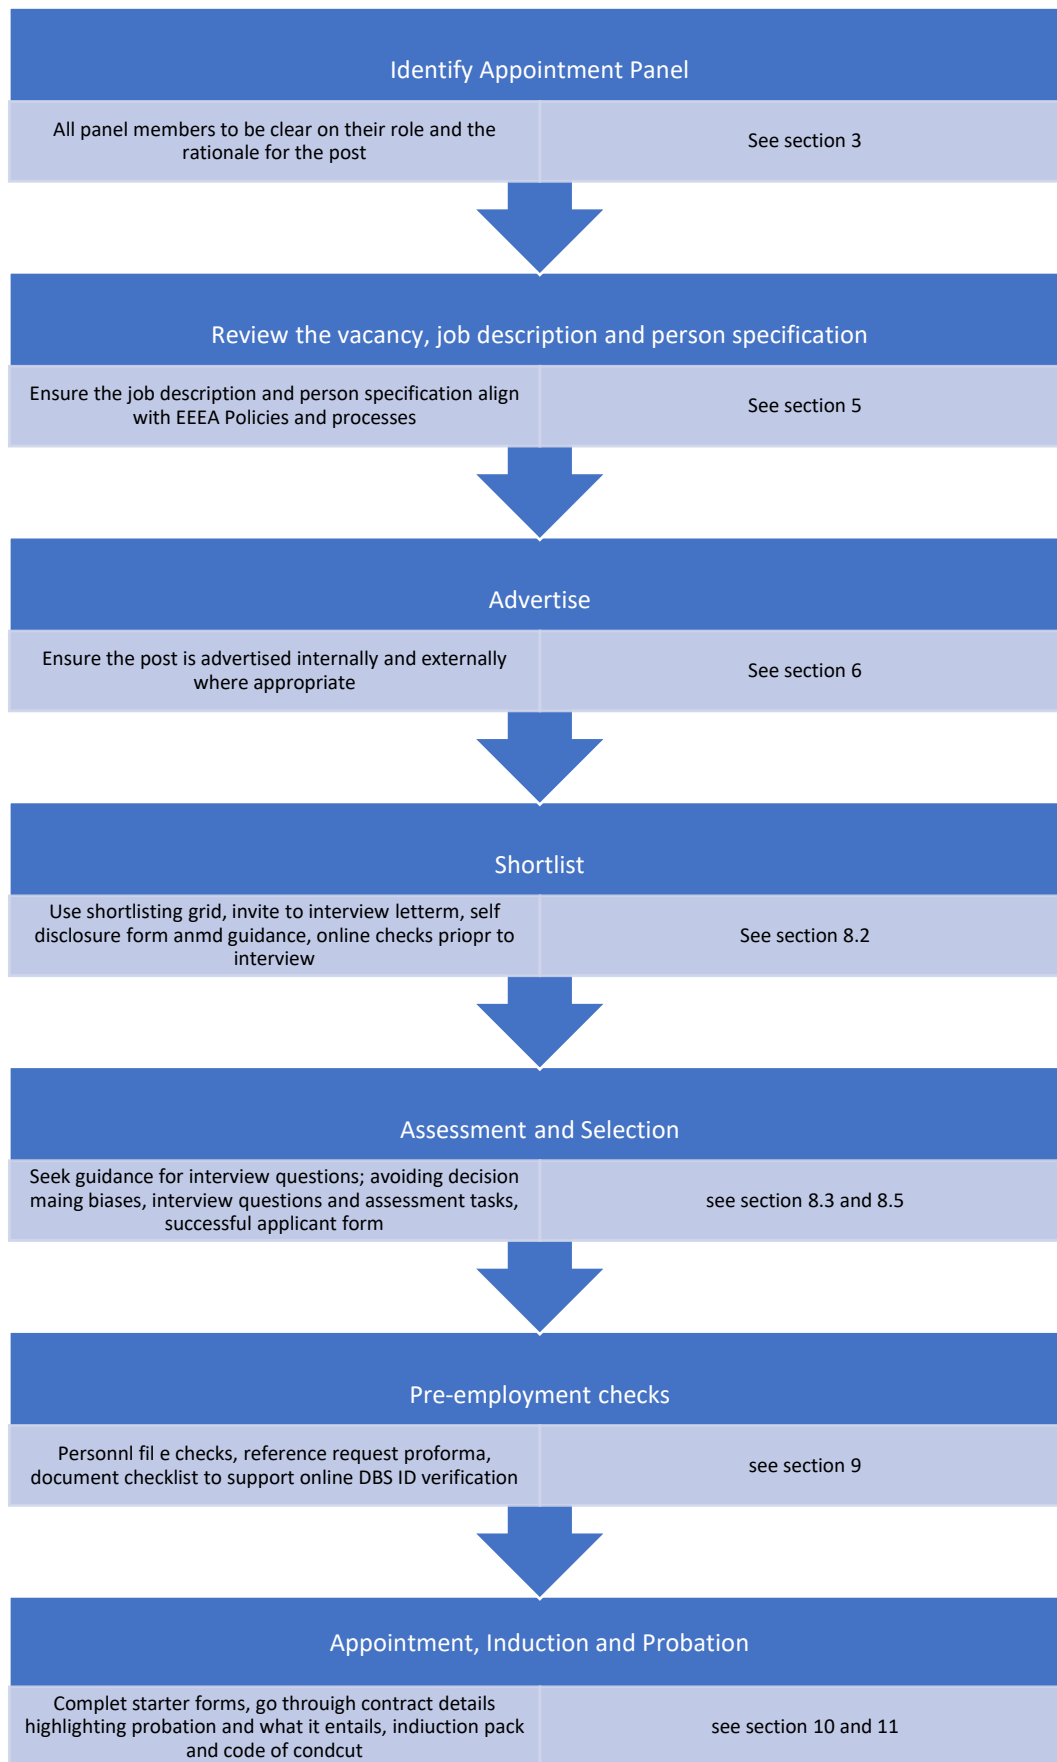 Identify Appointment Panel
All panel members to be clear on their role and the
rationale for the post
See section 3
Review the vacancy, job description and person specification
Ensure the job description and person specification align
with EEEA Policies and processes
See section 5
Advertise
Ensure the post is advertised internally and externally
where appropriate
See section 6
Shortlist
Use shortlisting grid, invite to interview letterm, self
disclosure form anmd guidance, online checks priopr to
interview
See section 8.2
Assessment and Selection
Seek guidance for interview questions; avoiding decision
maing biases, interview questions and assessment tasks,
successful applicant form
see section 8.3 and 8.5
Pre-employment checks
Personnl fil e checks, reference request proforma,
document checklist to support online DBS ID verification
see section 9
Appointment, Induction and Probation
Complet starter forms, go throuigh contract details
highlighting probation and what it entails, indiuction pack
and code of condcut
see section 10 and 11